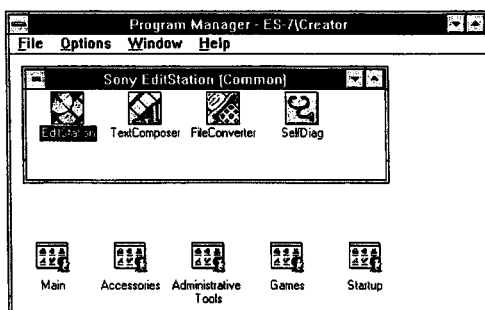 Program Manager - ES-7\Creator
File Options Window Help
Sony EditStation (Common)
EditStation TextComposer FileConverter SelfDiag
Main Accessories Administrative Tools Games Startup